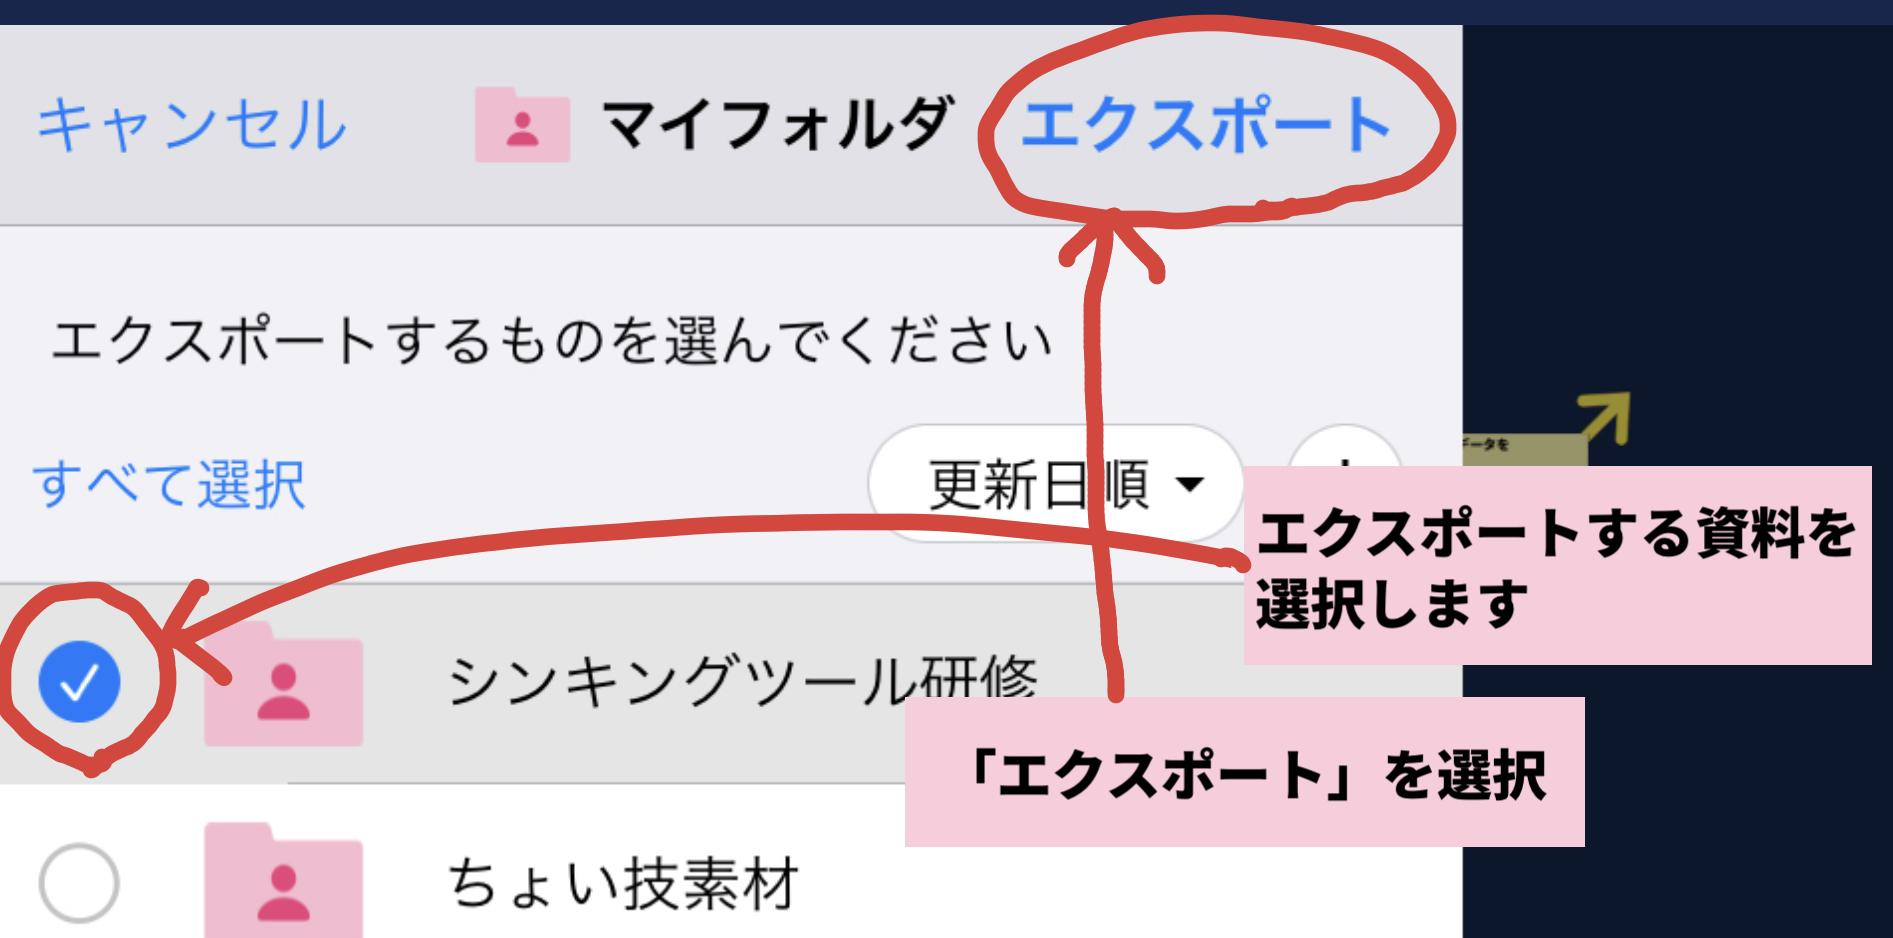 キャンセル マイフォルダ エクスポート
エクスポートするものを選んでください
データを
すべて選択 更新日順
エクスポートする資料を
選択します
シンキングツール研修
「エクスポート」を選択
ちょい技素材